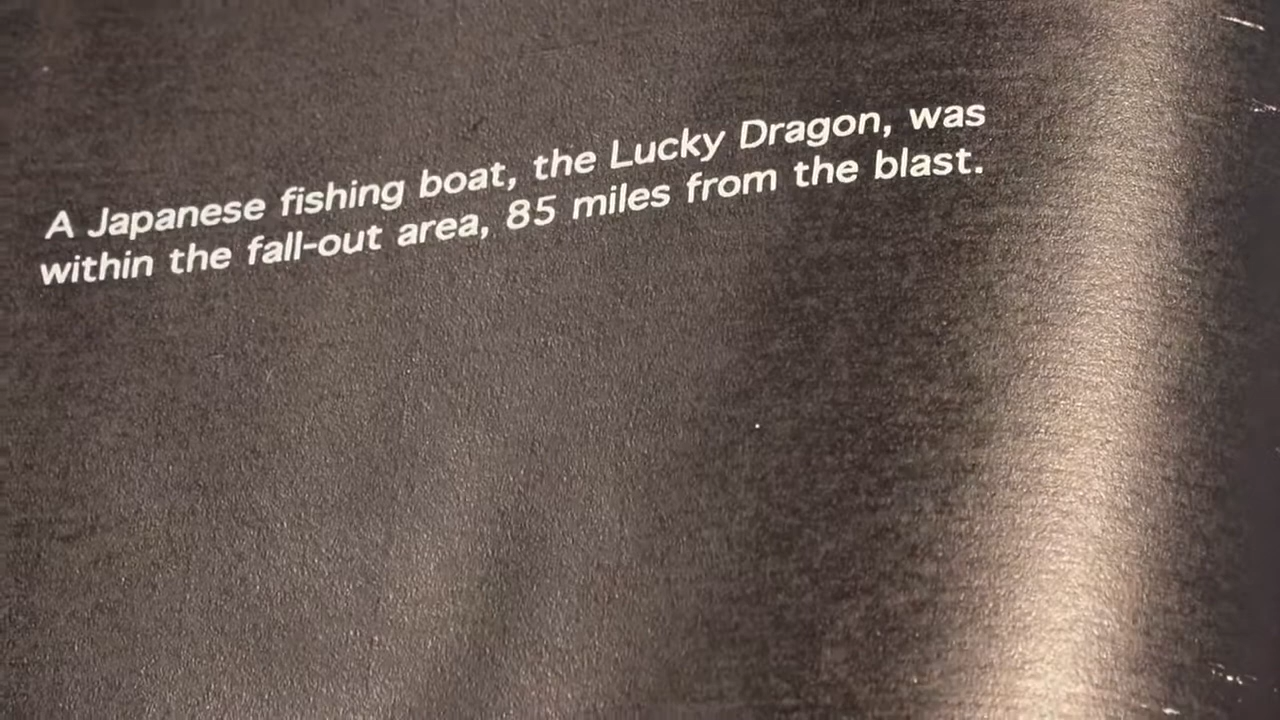 A Japanese fishing boat, the Lucky Dragon, was
within the fall-out area, 85 miles from the blast.